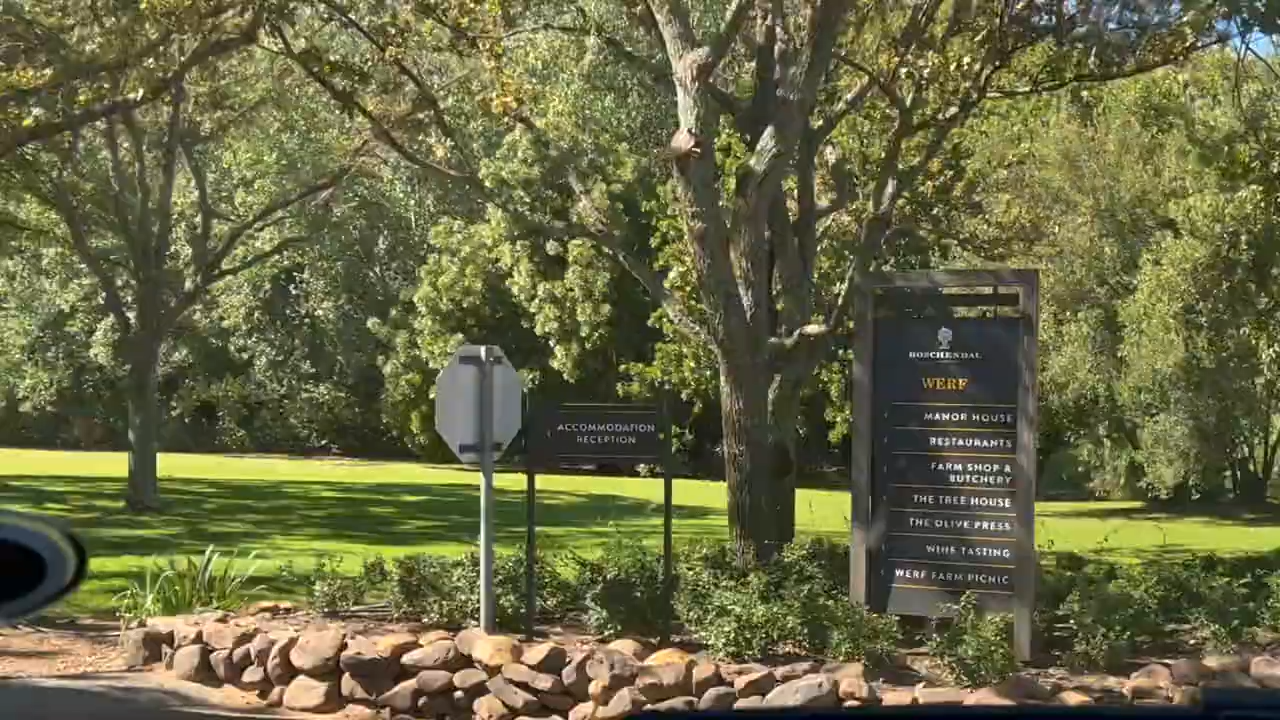 ACCOMMODATION
RECEPTION
BOSCHENDAL
WERF
MANOR HOUSE
RESTAURANTS
FARM SHOP &
BUTCHERY
THE TREE HOUSE
THE OLIVE PRESS
WINE TASTING
WERF FARM PICNIC